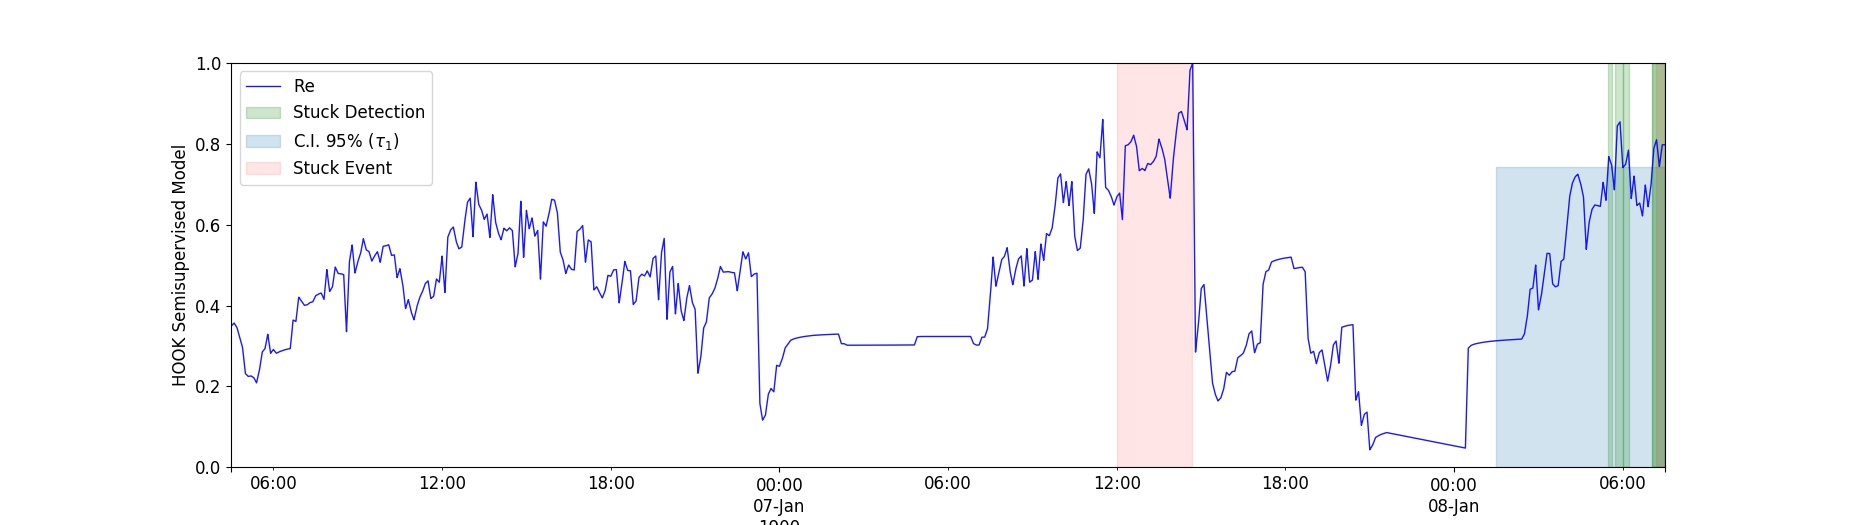 HOOK Semisupervised Model
1.0
0.8
0.6
0.4
0.2
0.0
Re
Stuck Detection
C.I. 95% (τ₁)
Stuck Event
06:00 12:00 18:00 00:00 06:00 12:00 18:00 00:00 06:00
07-Jan 08-Jan
1900